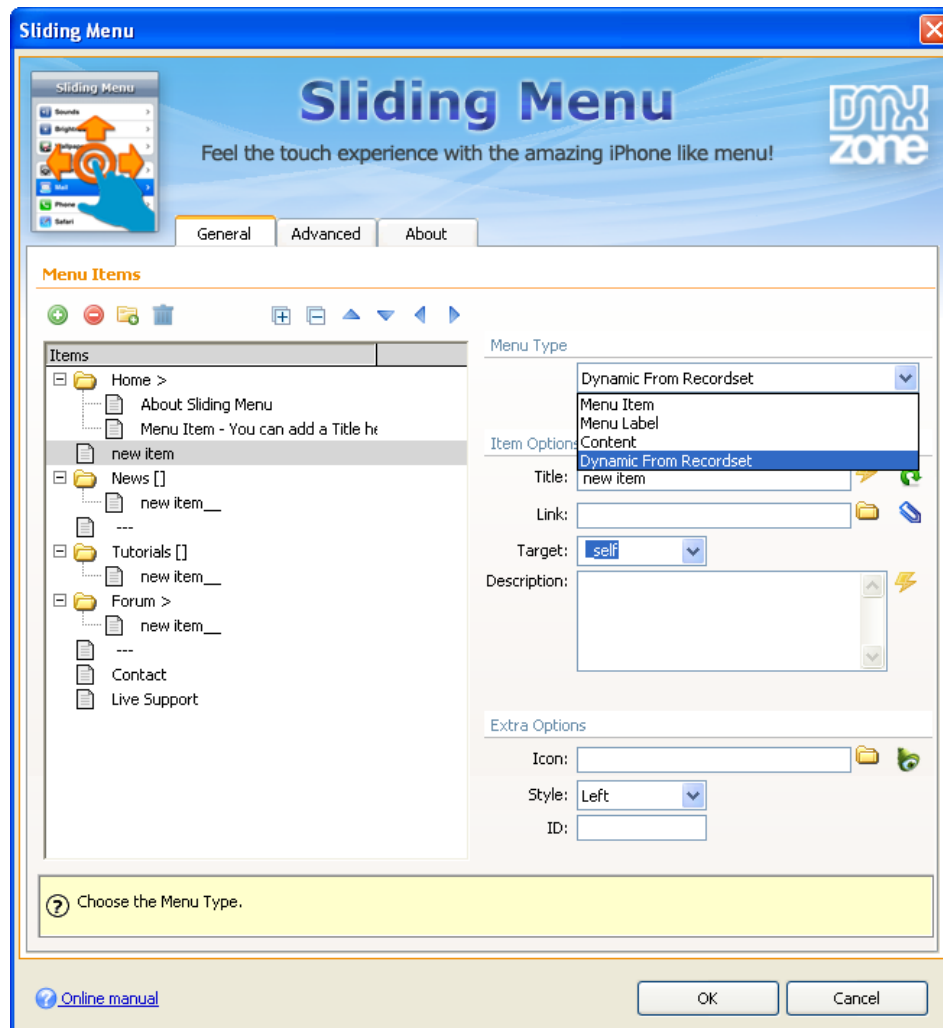 Sliding Menu
Sliding Menu
Sounds
Brightness
Mail
Phone
Safari
Sliding Menu
Feel the touch experience with the amazing iPhone like menu!
DMX
zone
General Advanced About
Menu Items
Items
Home >
About Sliding Menu
Menu Item - You can add a Title he
new item
News []
new item__
---
Tutorials []
new item__
Forum >
new item__
---
Contact
Live Support
Menu Type
Dynamic From Recordset
Menu Item
Menu Label
Content
Dynamic From Recordset
Item Options
Title: new item
Link:
Target: _self
Description:
Extra Options
Icon:
Style: Left
ID:
Choose the Menu Type.
Online manual
OK Cancel